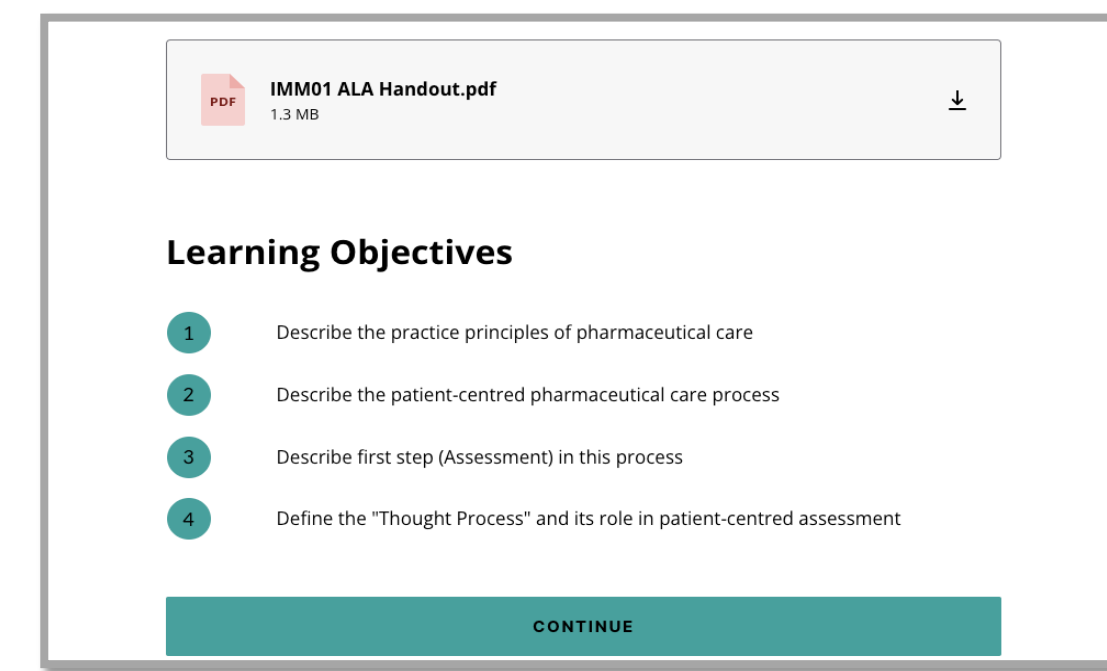 PDF
IMM01 ALA Handout.pdf
1.3 MB
Learning Objectives
1
Describe the practice principles of pharmaceutical care
2
Describe the patient-centred pharmaceutical care process
3
Describe first step (Assessment) in this process
4
Define the "Thought Process" and its role in patient-centred assessment
CONTINUE